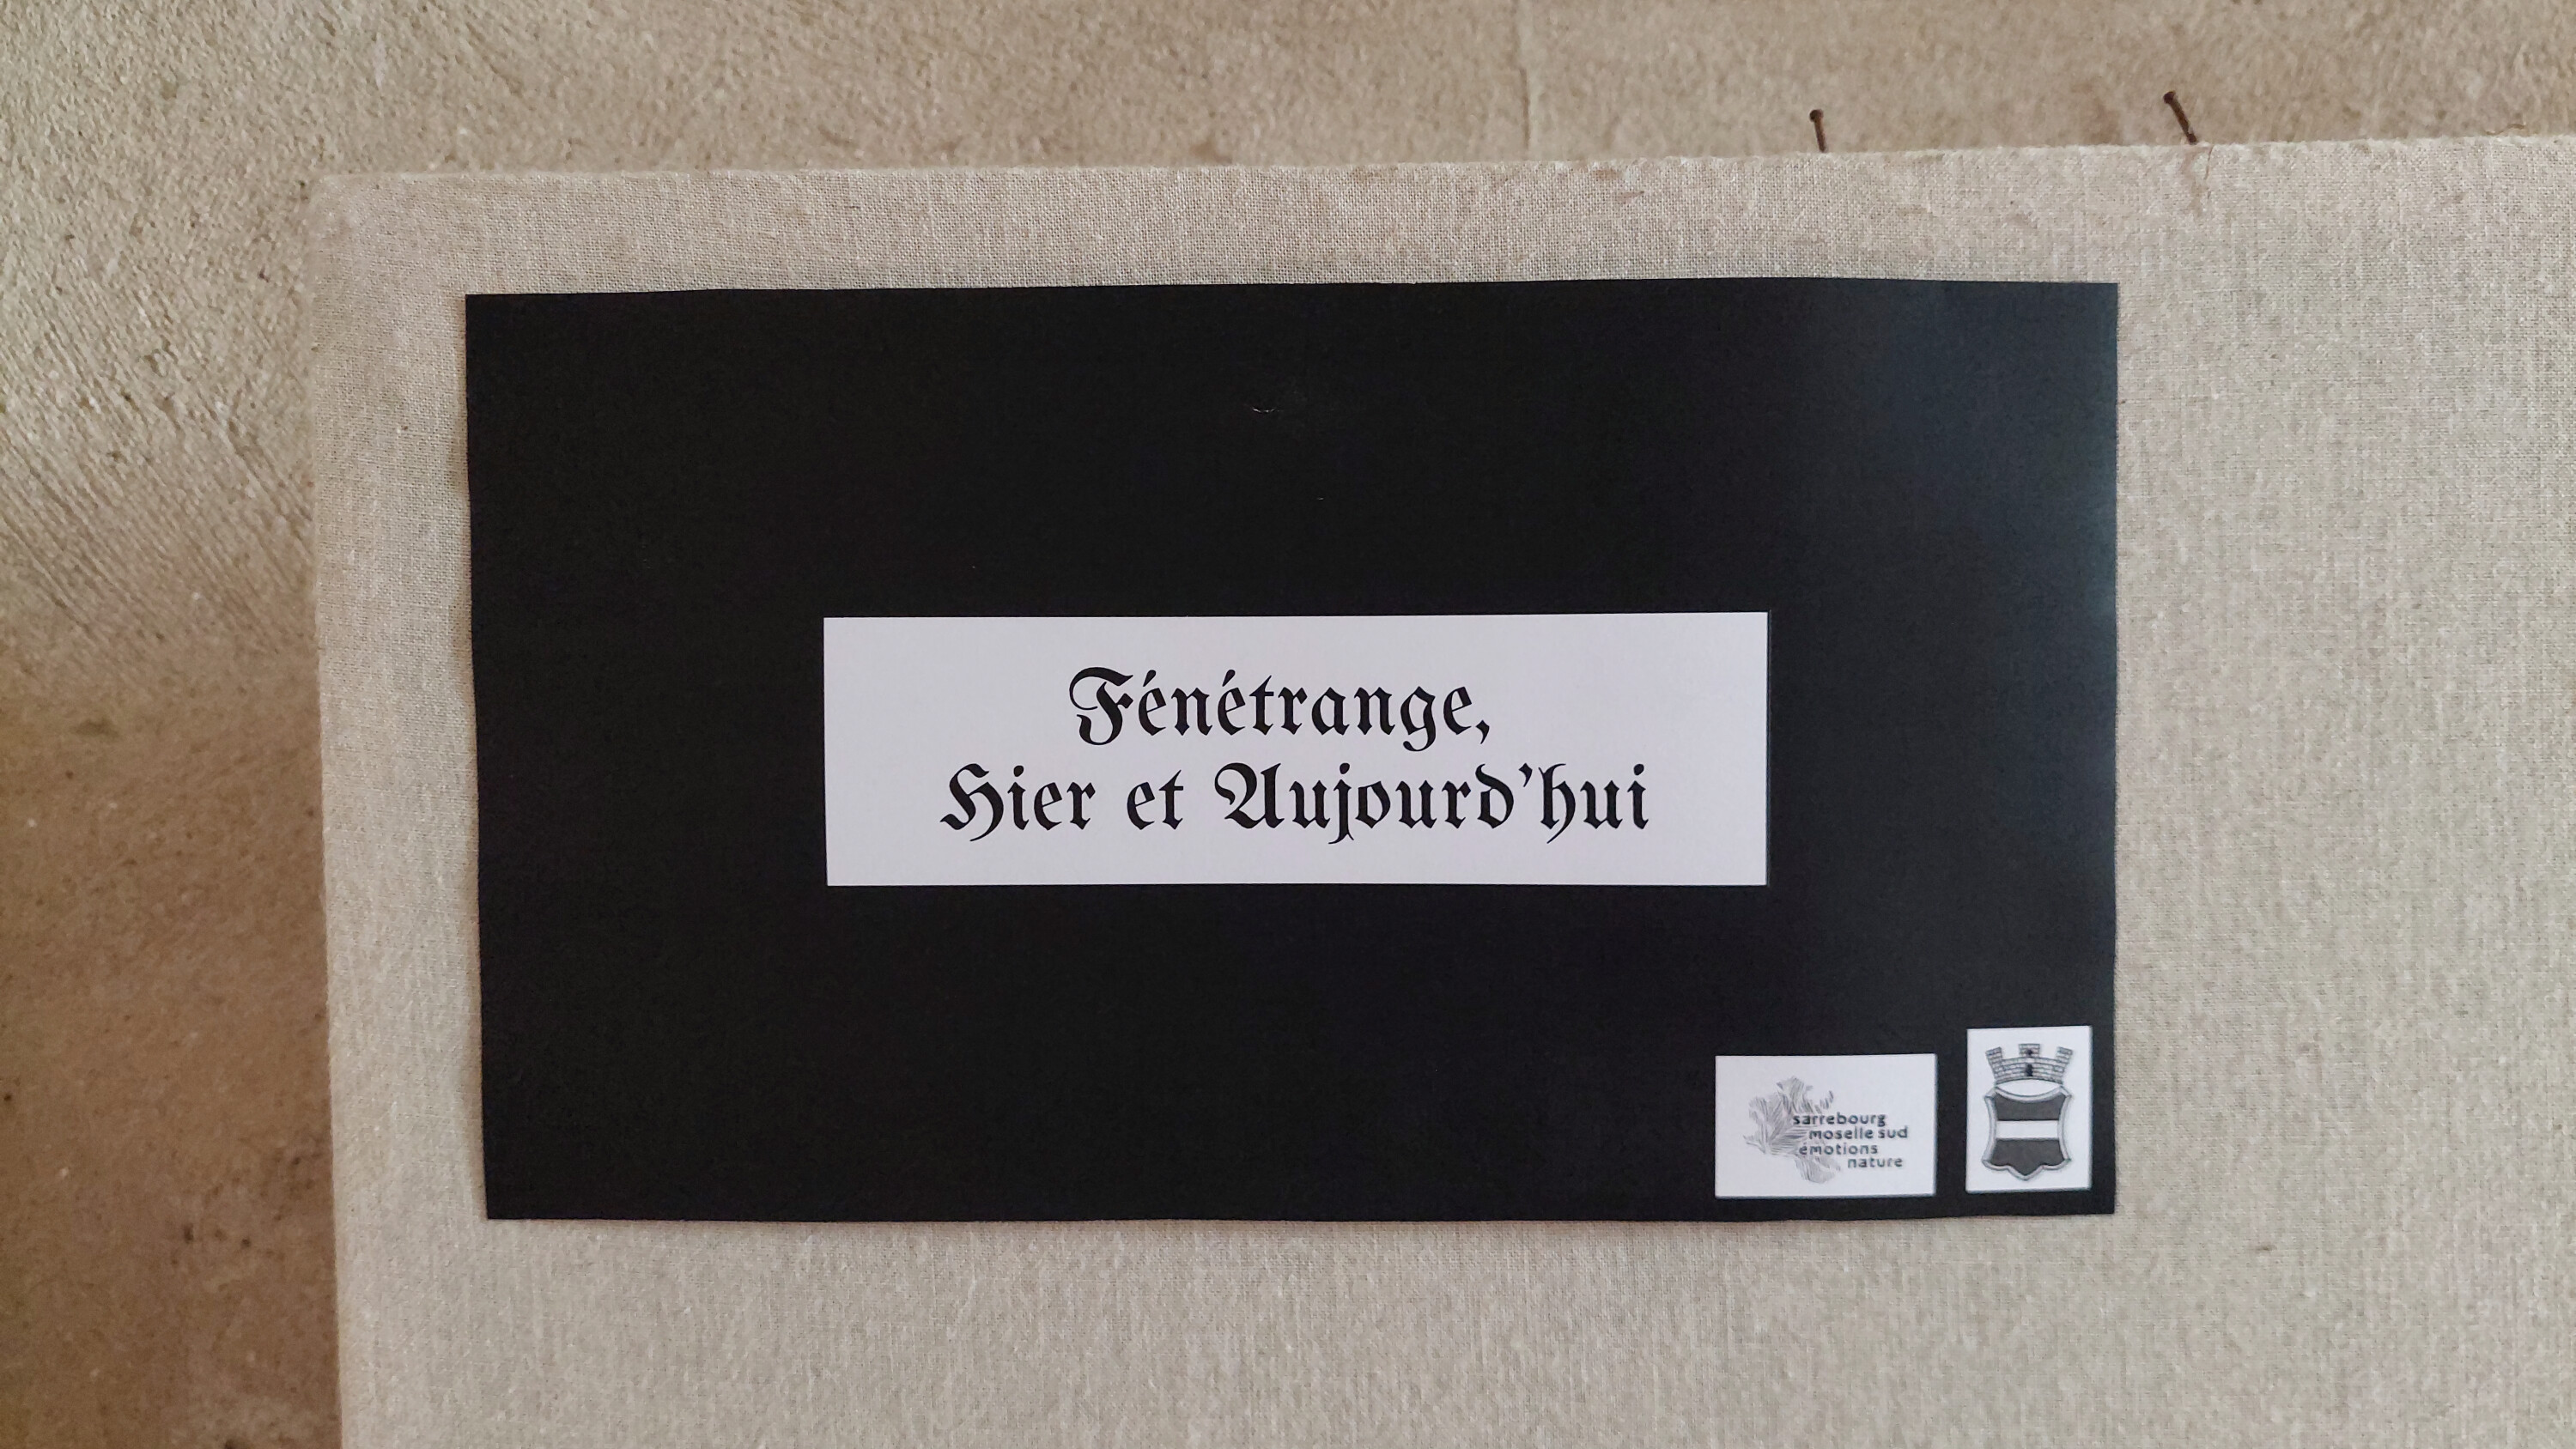 Fénétrange,
Hier et Aujourd'hui
sarrebourg
moselle sud
émotions
nature